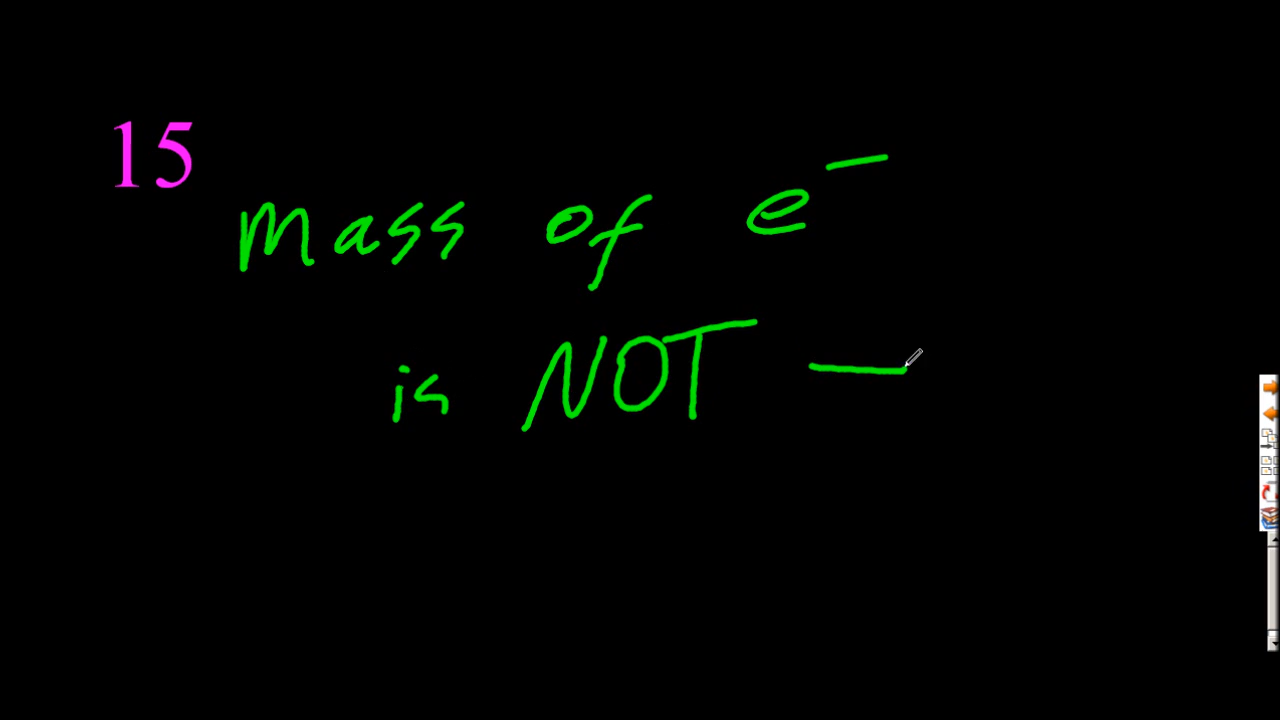 15
mass of e⁻
is NOT —